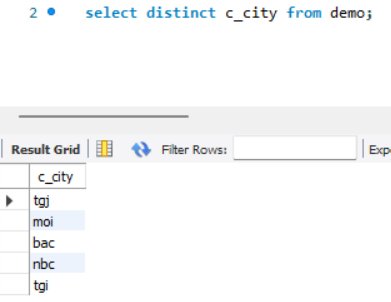 2 select distinct c_city from demo;
Result Grid Filter Rows:
c_city
tgj
moi
bac
nbc
tgi